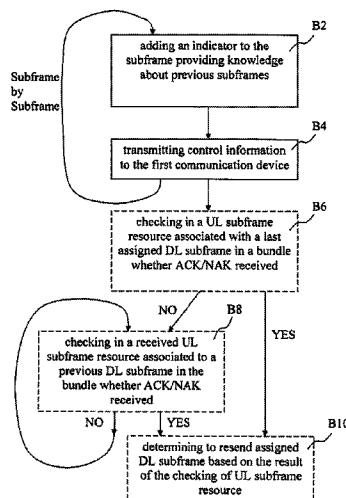 B2
adding an indicator to the
subframe providing knowledge
about previous subframes
Subframe
by
Subframe
B4
transmitting control information
to the first communication device
B6
checking in a UL subframe
resource associated with a last
assigned DL subframe in a bundle
whether ACK/NAK received
NO
YES
B8
checking in a received UL
subframe resource associated to a
previous DL subframe in the
bundle whether ACK/NAK
received
NO
YES
B10
determining to resend assigned
DL subframe based on the result
of the checking of UL subframe
resource